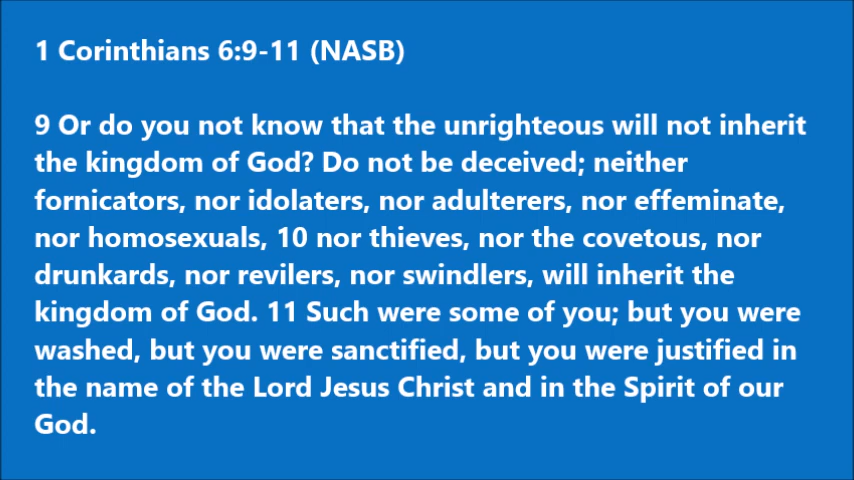 1 Corinthians 6:9-11 (NASB)
9 Or do you not know that the unrighteous will not inherit
the kingdom of God? Do not be deceived; neither
fornicators, nor idolaters, nor adulterers, nor effeminate,
nor homosexuals, 10 nor thieves, nor the covetous, nor
drunkards, nor revilers, nor swindlers, will inherit the
kingdom of God. 11 Such were some of you; but you were
washed, but you were sanctified, but you were justified in
the name of the Lord Jesus Christ and in the Spirit of our
God.